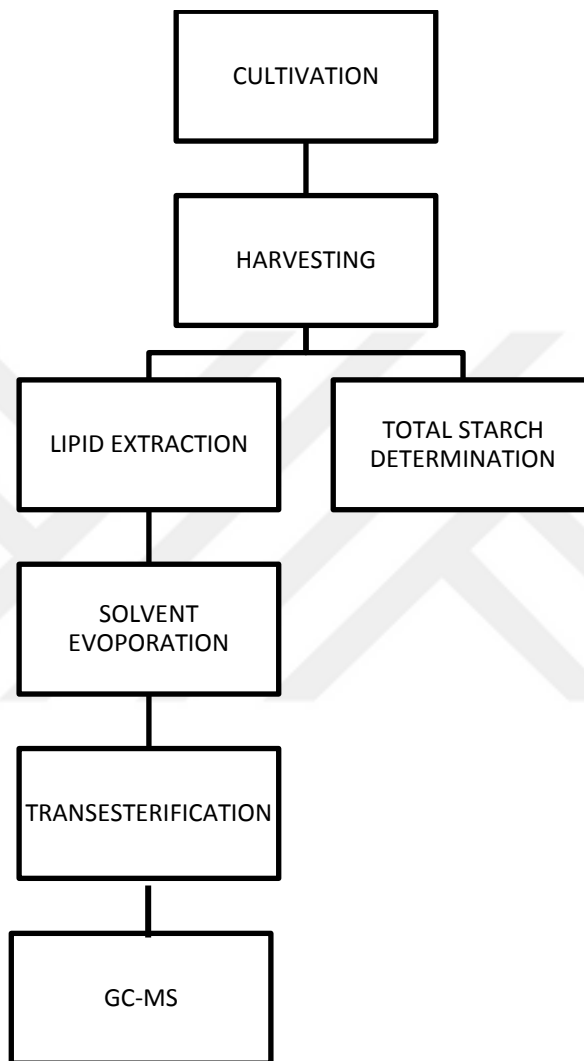 CULTIVATION
HARVESTING
LIPID EXTRACTION
TOTAL STARCH
DETERMINATION
SOLVENT
EVOPORATION
TRANSESTERIFICATION
GC-MS